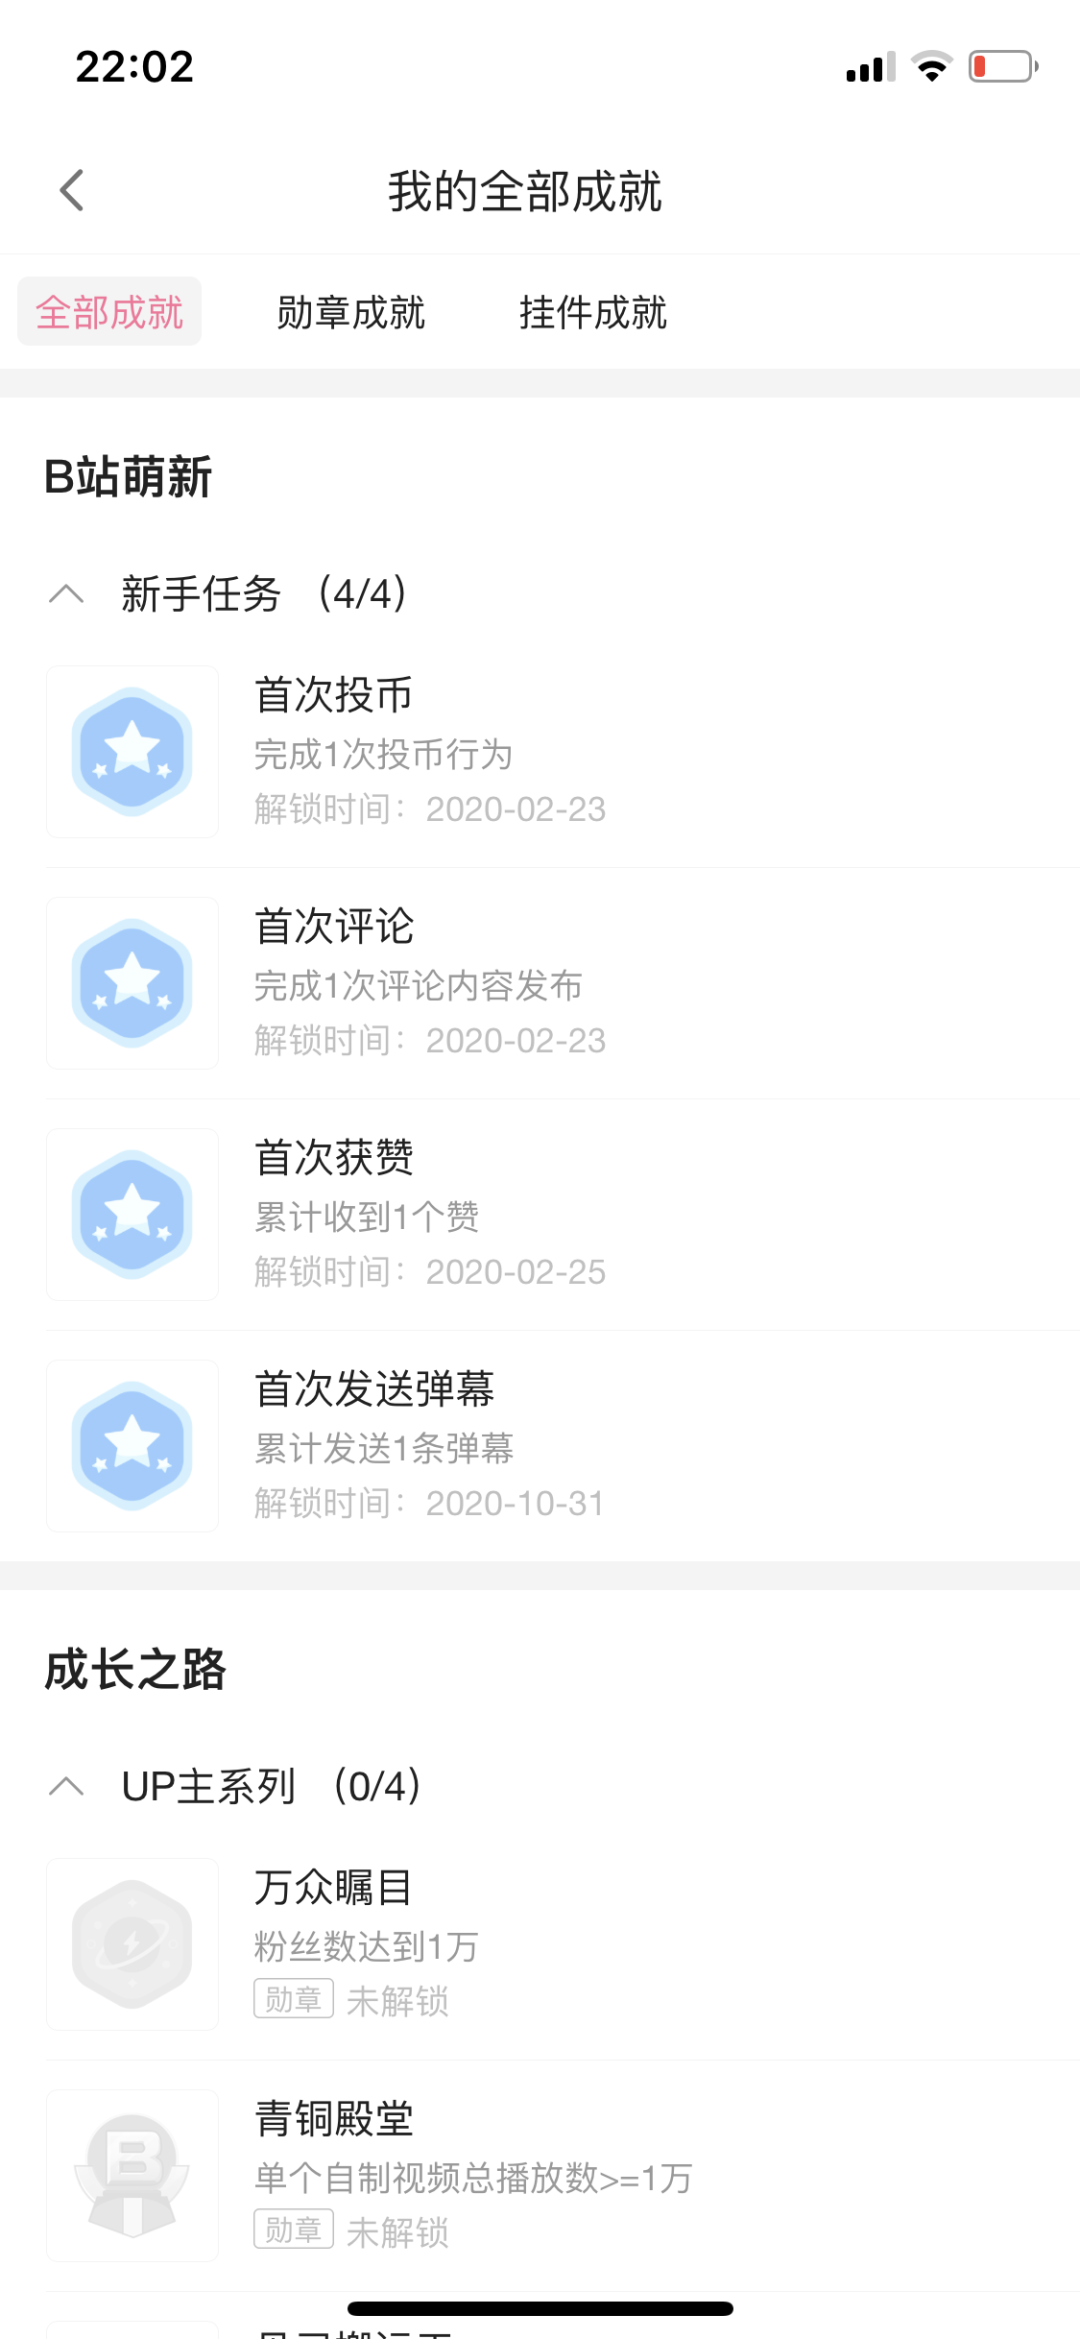 22:02
我的全部成就
全部成就 勋章成就 挂件成就
B站萌新
新手任务 （4/4）
首次投币
完成1次投币行为
解锁时间：2020-02-23
首次评论
完成1次评论内容发布
解锁时间：2020-02-23
首次获赞
累计收到1个赞
解锁时间：2020-02-25
首次发送弹幕
累计发送1条弹幕
解锁时间：2020-10-31
成长之路
UP主系列 （0/4）
万众瞩目
粉丝数达到1万
勋章 未解锁
B
青铜殿堂
单个自制视频总播放数>=1万
勋章 未解锁